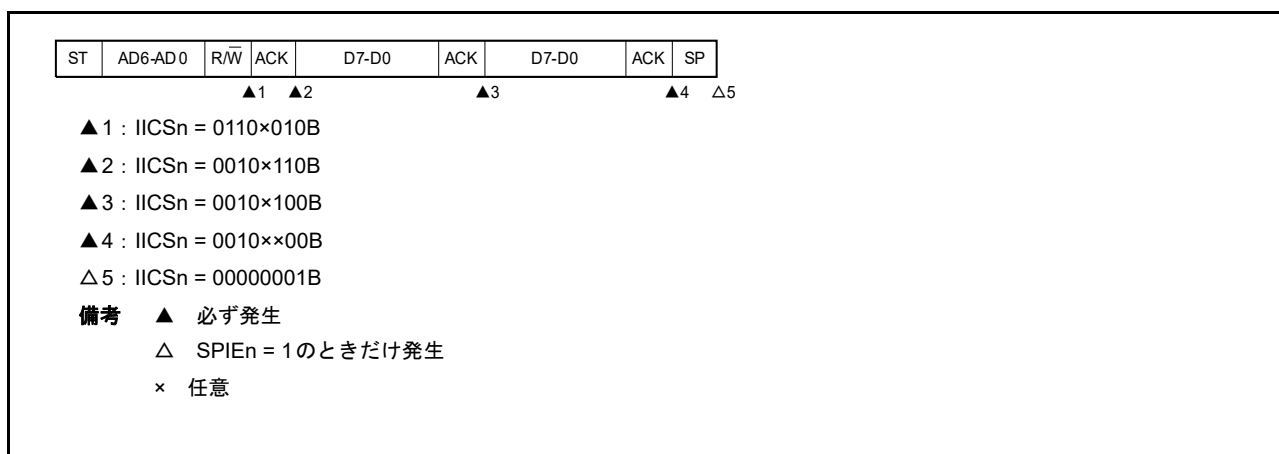 ST AD6-AD0 R/W̅ ACK D7-D0 ACK D7-D0 ACK SP
▲1 ▲2 ▲3 ▲4 △5
▲1：IICSn = 0110×010B
▲2：IICSn = 0010×110B
▲3：IICSn = 0010×100B
▲4：IICSn = 0010××00B
△5：IICSn = 00000001B
備考 ▲ 必ず発生
△ SPIEn = 1のときだけ発生
× 任意